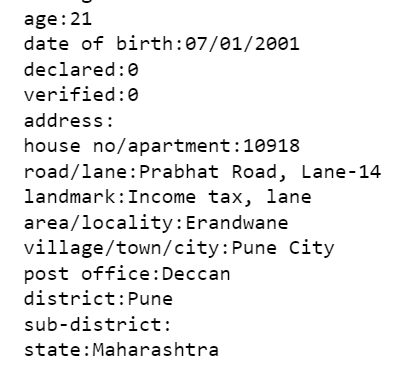 age:21
date of birth:07/01/2001
declared:0
verified:0
address:
house no/apartment:10918
road/lane:Prabhat Road, Lane-14
landmark:Income tax, lane
area/locality:Erandwane
village/town/city:Pune City
post office:Deccan
district:Pune
sub-district:
state:Maharashtra